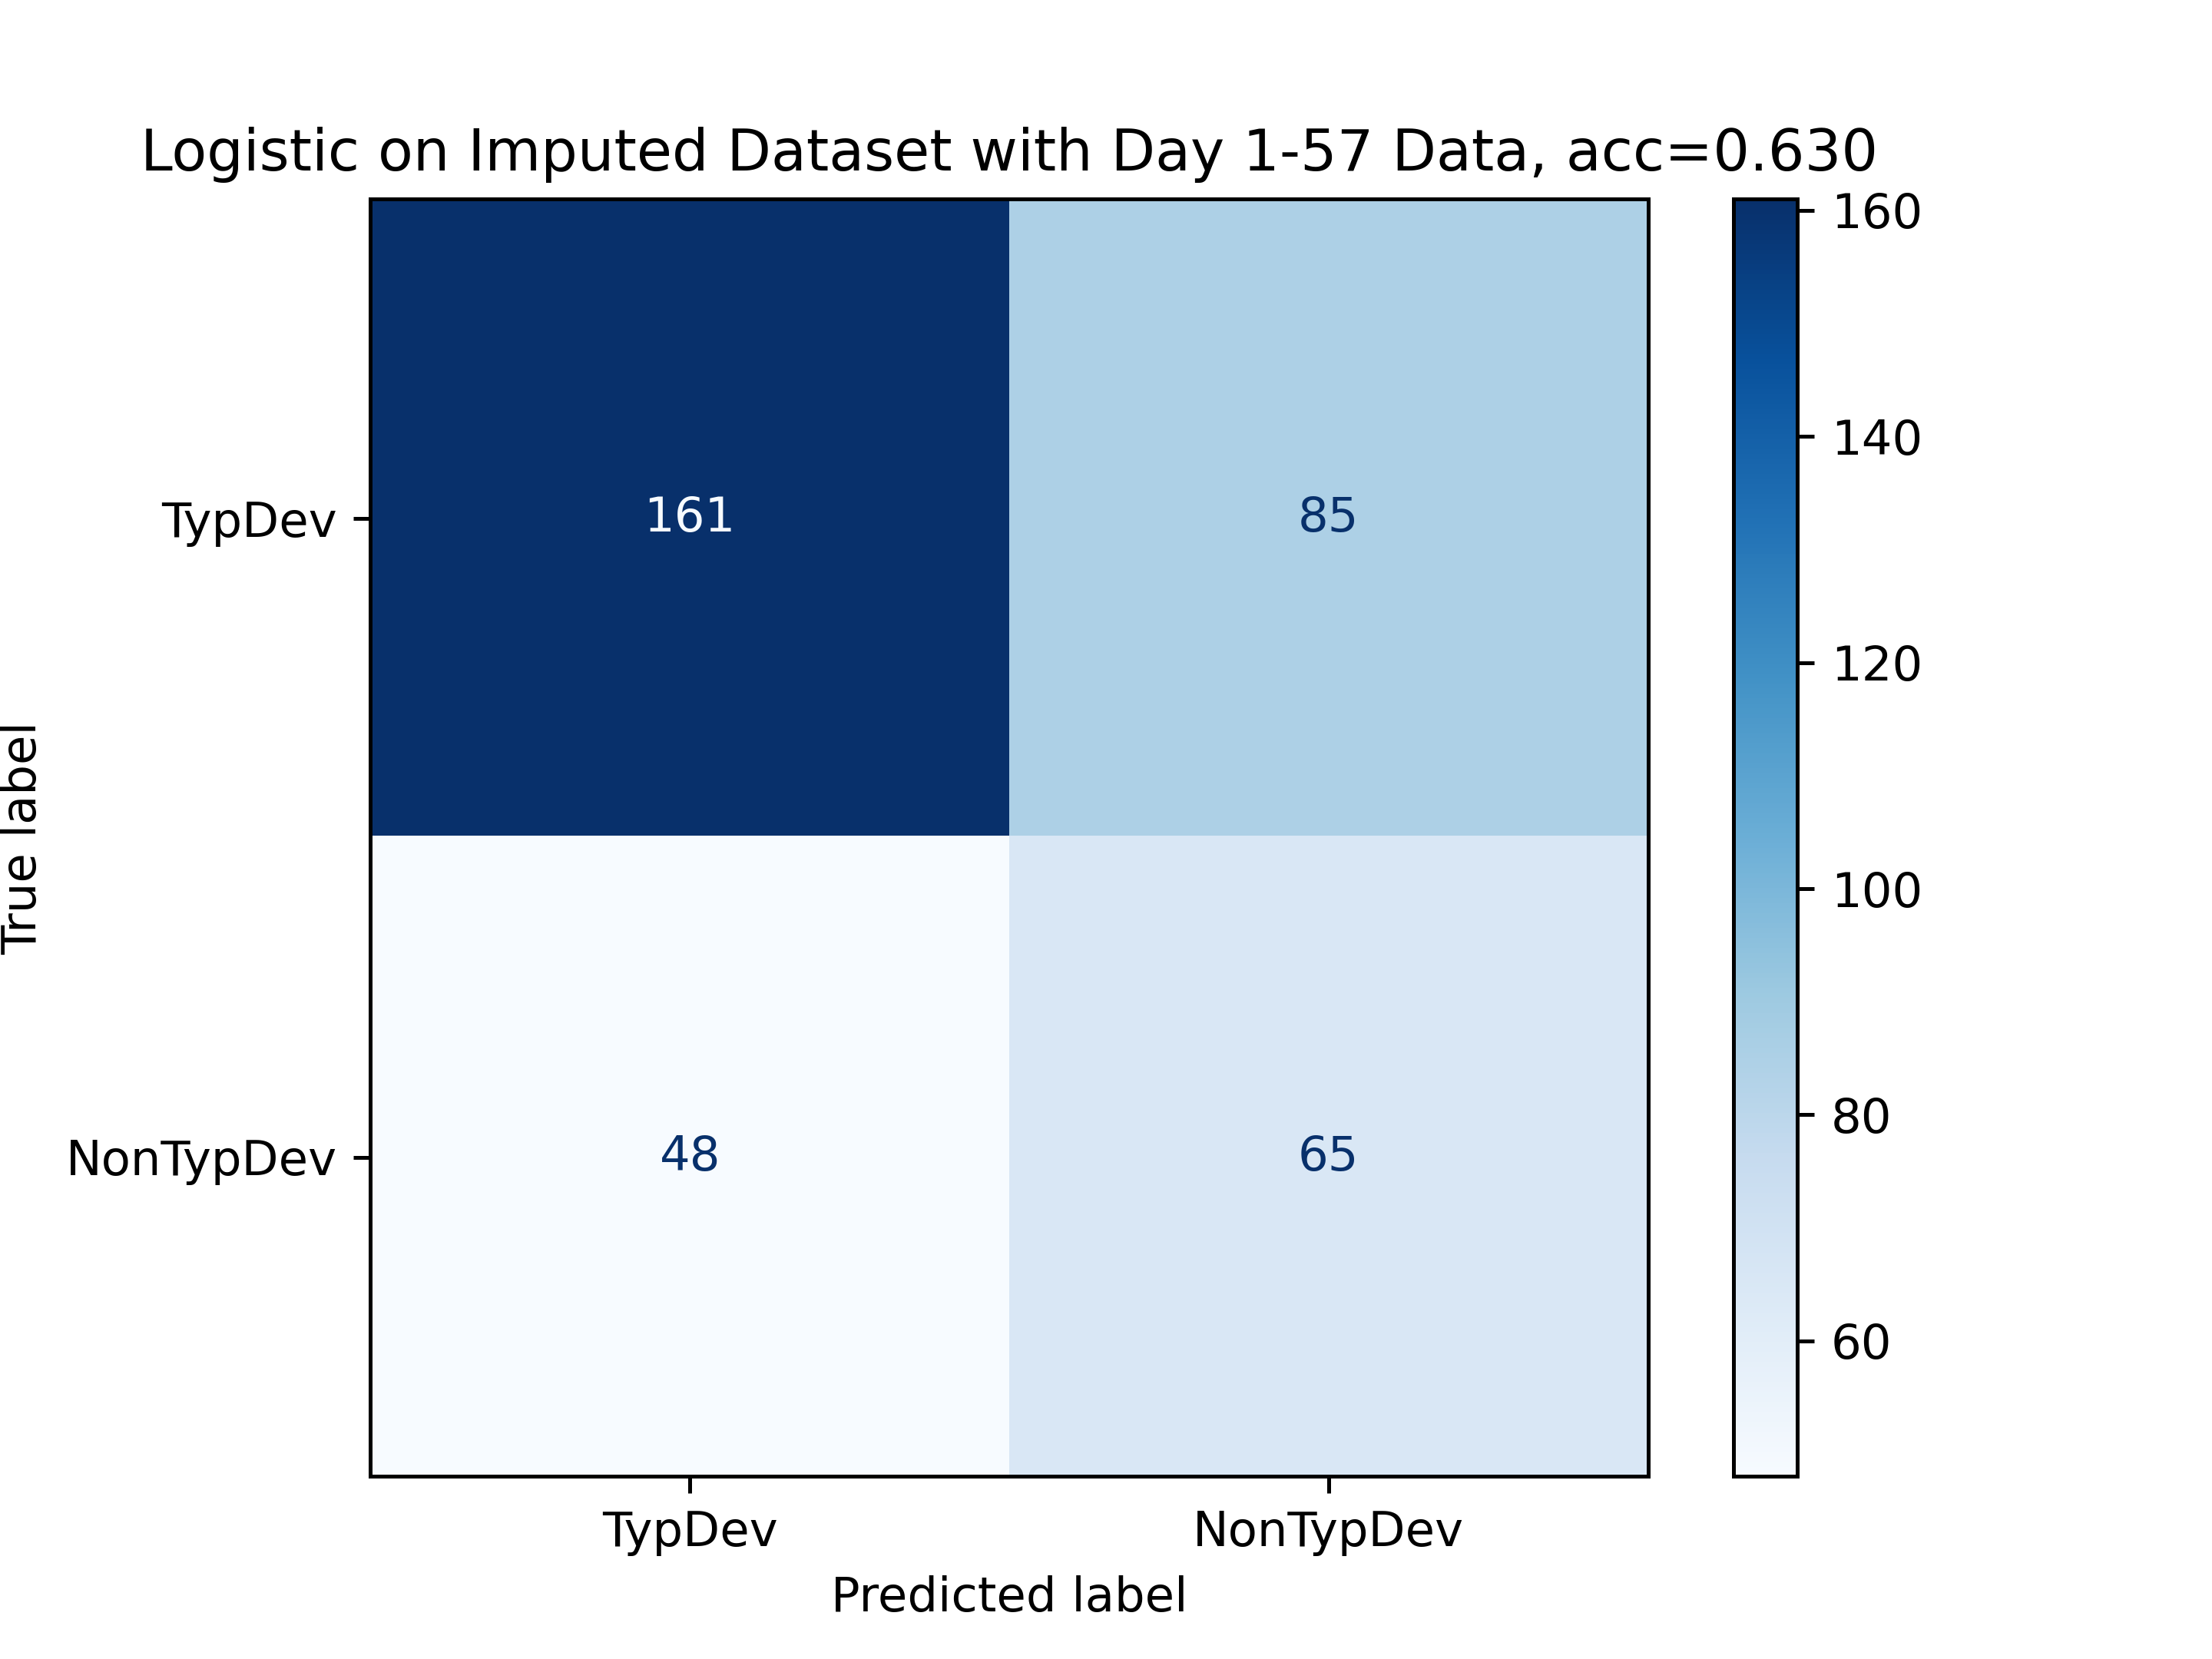 Logistic on Imputed Dataset with Day 1-57 Data, acc=0.630
160
140
120
100
80
60
True label
TypDev
161
85
NonTypDev
48
65
TypDev
NonTypDev
Predicted label